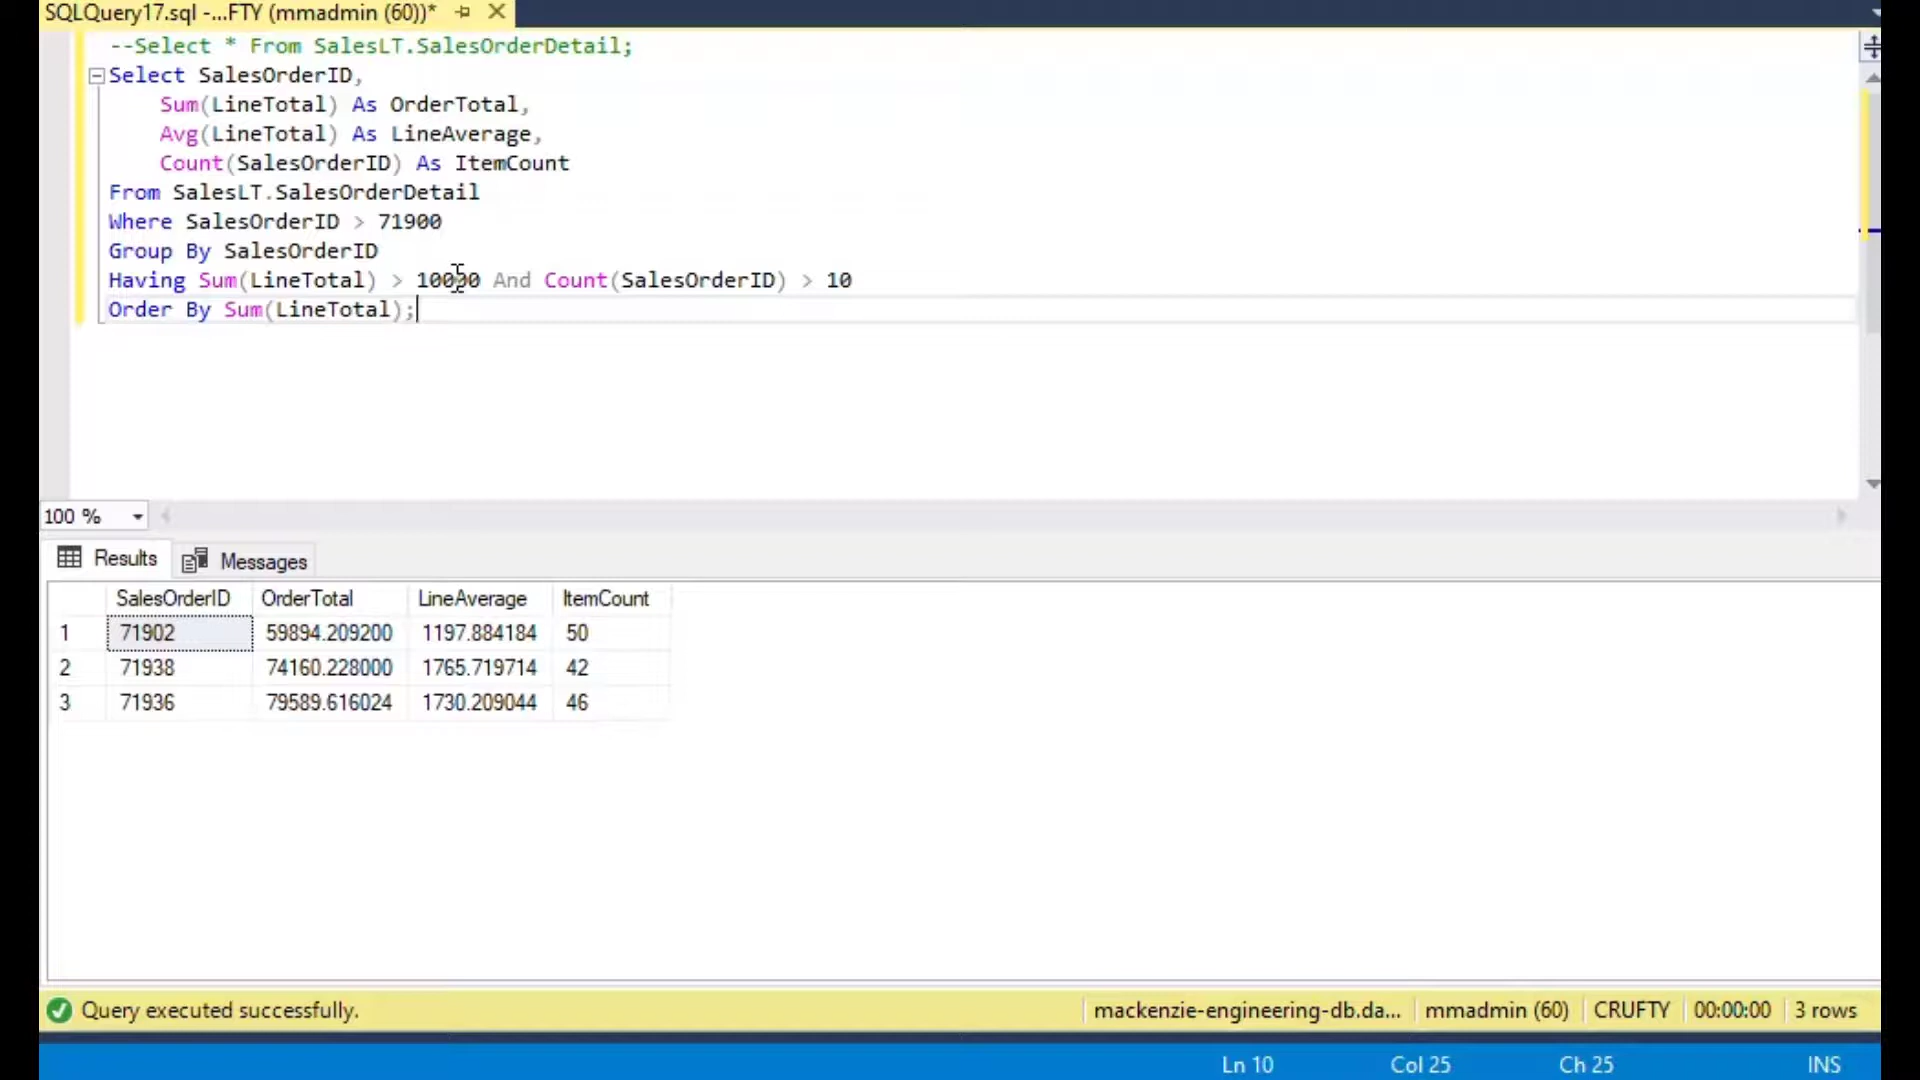 SQLQuery17.sql -...FTY (mmadmin (60))*
--Select * From SalesLT.SalesOrderDetail;
Select SalesOrderID,
Sum(LineTotal) As OrderTotal,
Avg(LineTotal) As LineAverage,
Count(SalesOrderID) As ItemCount
From SalesLT.SalesOrderDetail
Where SalesOrderID > 71900
Group By SalesOrderID
Having Sum(LineTotal) > 10000 And Count(SalesOrderID) > 10
Order By Sum(LineTotal);
100 %
Results Messages
SalesOrderID OrderTotal LineAverage ItemCount
1 71902 59894.209200 1197.884184 50
2 71938 74160.228000 1765.719714 42
3 71936 79589.616024 1730.209044 46
Query executed successfully. mackenzie-engineering-db.da... mmadmin (60) CRUFTY 00:00:00 3 rows
Ln 10 Col 25 Ch 25 INS